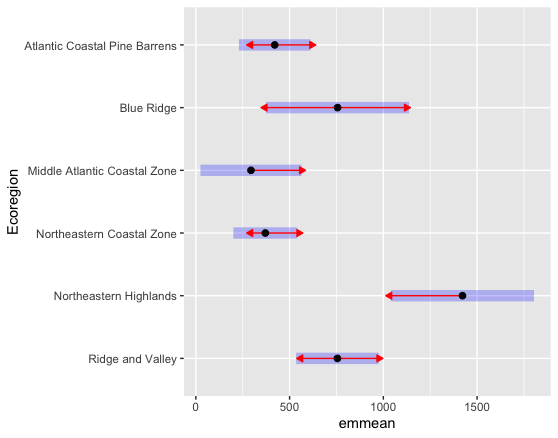 Atlantic Coastal Pine Barrens
Blue Ridge
Middle Atlantic Coastal Zone
Northeastern Coastal Zone
Northeastern Highlands
Ridge and Valley
Ecoregion
0 500 1000 1500
emmean